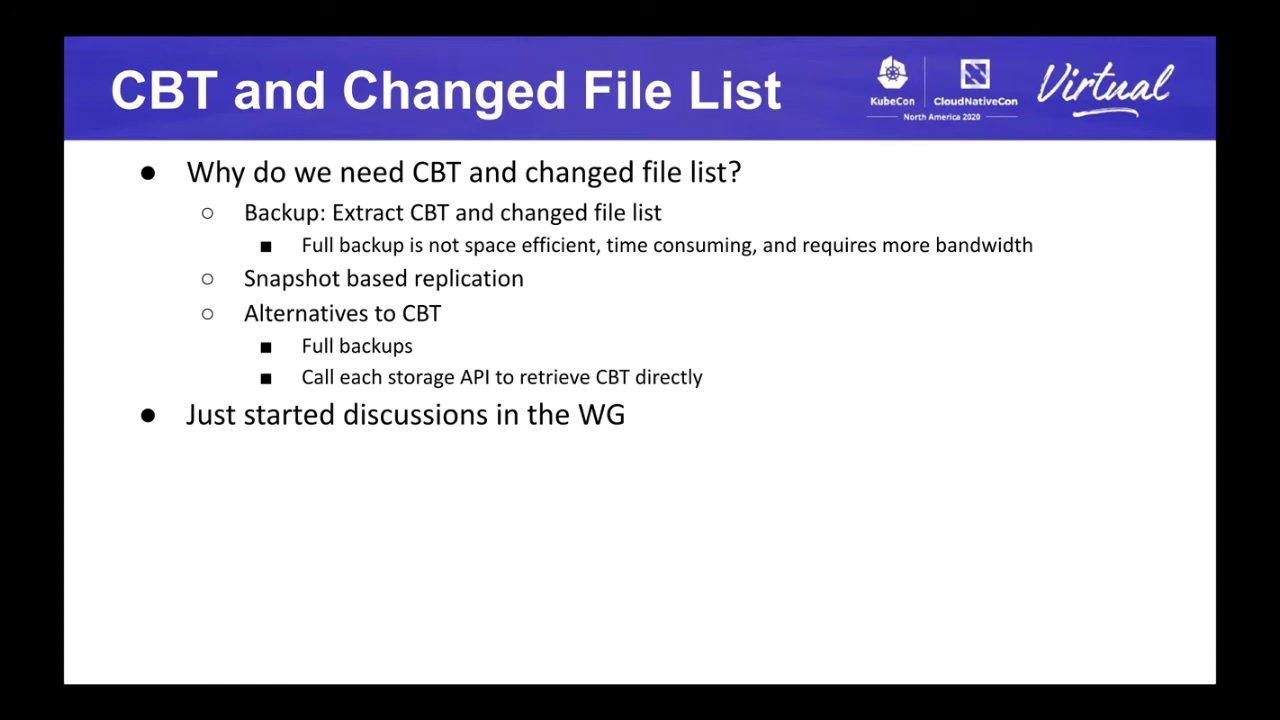 CBT and Changed File List
KubeCon
CloudNativeCon
North America 2020
Virtual
● Why do we need CBT and changed file list?
○ Backup: Extract CBT and changed file list
■ Full backup is not space efficient, time consuming, and requires more bandwidth
○ Snapshot based replication
○ Alternatives to CBT
■ Full backups
■ Call each storage API to retrieve CBT directly
● Just started discussions in the WG